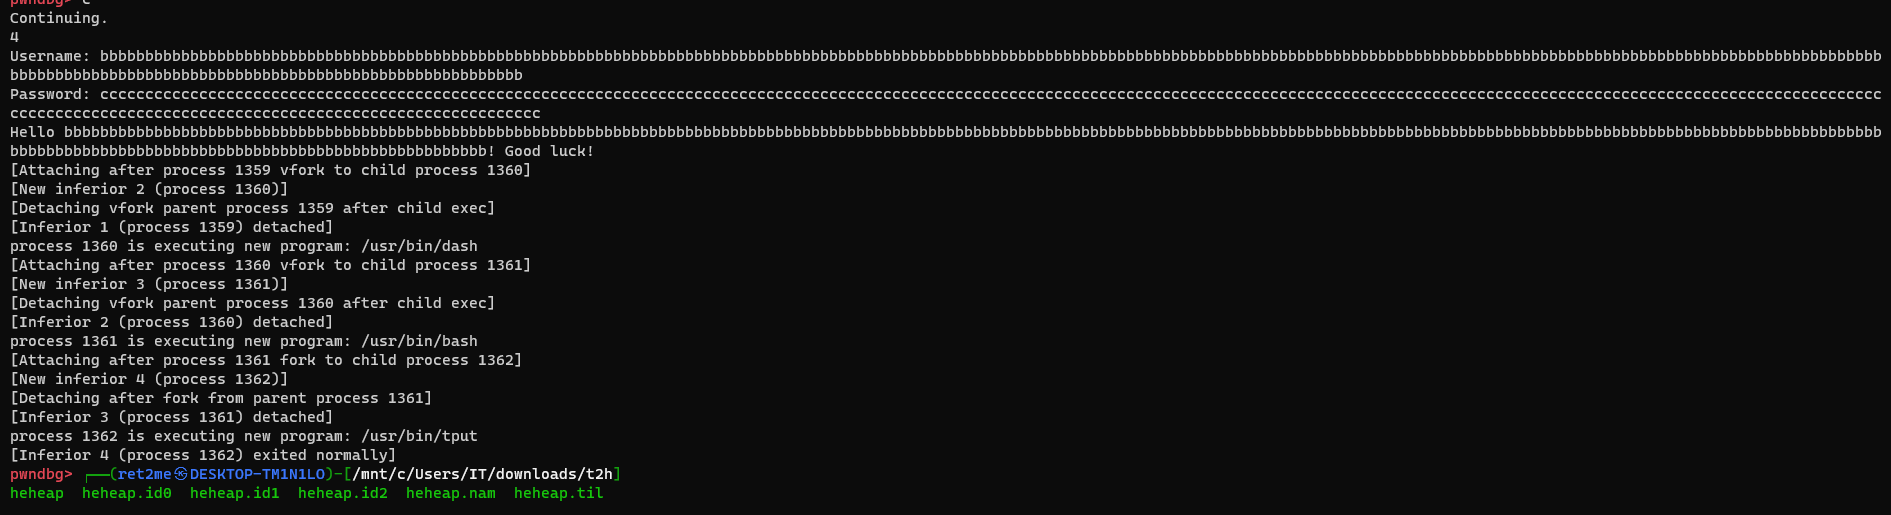 pwndbg> c
Continuing.
4
Username: bbbbbbbbbbbbbbbbbbbbbbbbbbbbbbbbbbbbbbbbbbbbbbbbbbbbbbbbbbbbbbbbbbbbbbbbbbbbbbbbbbbbbbbbbbbbbbbbbbbbbbbbbbbbbbbbbbbbbbbbbbbbbbbbbbbbbbbbbbbbbbbbbbbbbbbbbbbbbbbbbbbbbbbbbbbbbbbbbbbbbbbbbbbbbbbbbb
bbbbbbbbbbbbbbbbbbbbbbbbbbbbbbbbbbbbbbbbbbbbbbbbbbbbbbbbb
Password: cccccccccccccccccccccccccccccccccccccccccccccccccccccccccccccccccccccccccccccccccccccccccccccccccccccccccccccccccccccccccccccccccccccccccccccccccccccccccccccccccccccccccccccccccccccccccccccccccccccc
ccccccccccccccccccccccccccccccccccccccccccccccccccccccccccc
Hello bbbbbbbbbbbbbbbbbbbbbbbbbbbbbbbbbbbbbbbbbbbbbbbbbbbbbbbbbbbbbbbbbbbbbbbbbbbbbbbbbbbbbbbbbbbbbbbbbbbbbbbbbbbbbbbbbbbbbbbbbbbbbbbbbbbbbbbbbbbbbbbbbbbbbbbbbbbbbbbbbbbbbbbbbbbbbbbbbbbbbbbbbbbbbbbbbbbbbb
bbbbbbbbbbbbbbbbbbbbbbbbbbbbbbbbbbbbbbbbbbbbbbbbbbbbb! Good luck!
[Attaching after process 1359 vfork to child process 1360]
[New inferior 2 (process 1360)]
[Detaching vfork parent process 1359 after child exec]
[Inferior 1 (process 1359) detached]
process 1360 is executing new program: /usr/bin/dash
[Attaching after process 1360 vfork to child process 1361]
[New inferior 3 (process 1361)]
[Detaching vfork parent process 1360 after child exec]
[Inferior 2 (process 1360) detached]
process 1361 is executing new program: /usr/bin/bash
[Attaching after process 1361 fork to child process 1362]
[New inferior 4 (process 1362)]
[Detaching after fork from parent process 1361]
[Inferior 3 (process 1361) detached]
process 1362 is executing new program: /usr/bin/tput
[Inferior 4 (process 1362) exited normally]
pwndbg> ┌──(ret2me㉿DESKTOP-TM1N1LO)-[/mnt/c/Users/IT/downloads/t2h]
heheap  heheap.id0  heheap.id1  heheap.id2  heheap.nam  heheap.til